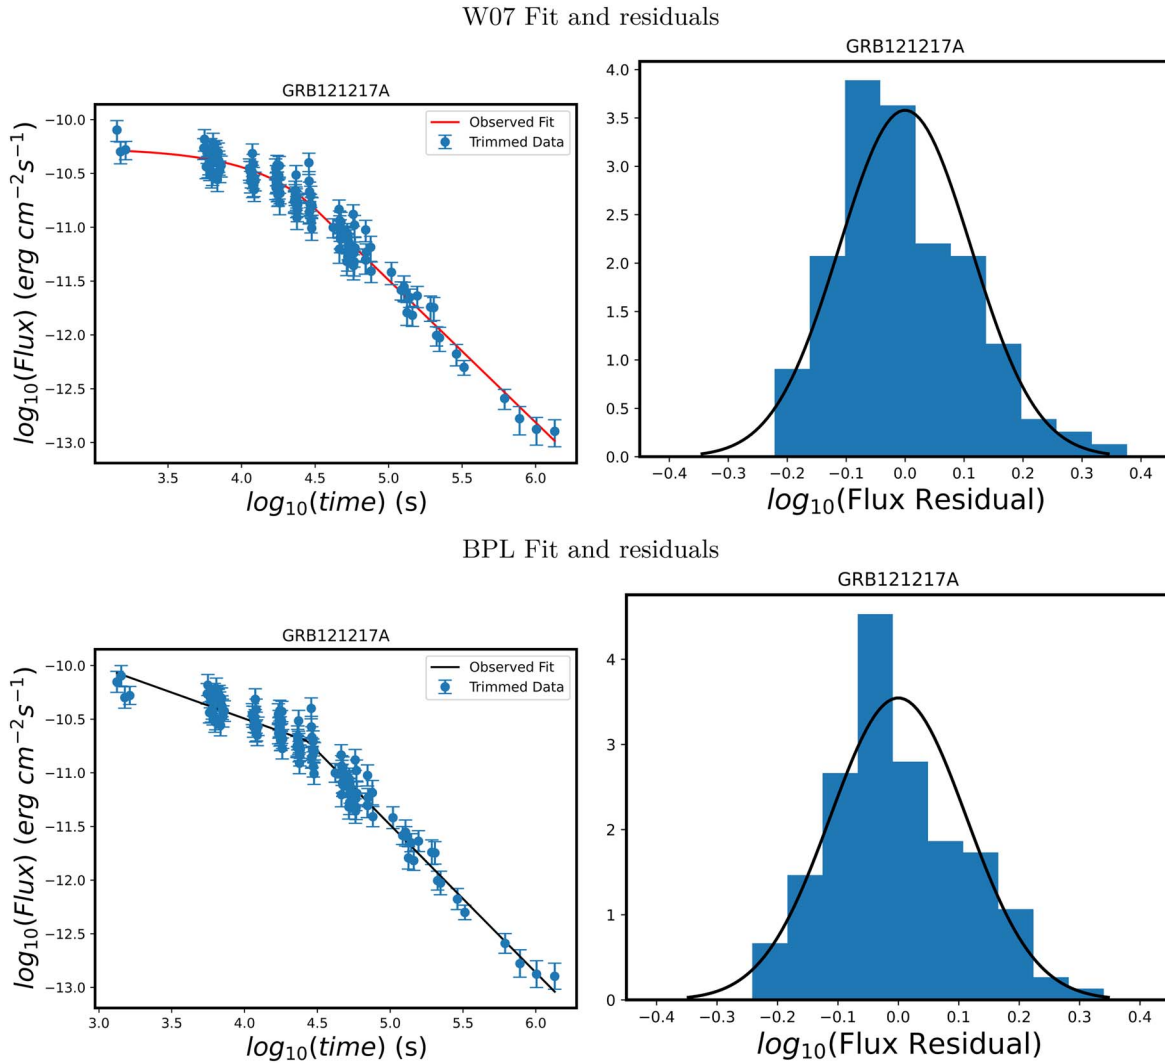 W07 Fit and residuals
GRB121217A
Observed Fit
Trimmed Data
−10.0
−10.5
−11.0
−11.5
−12.0
−12.5
−13.0
log₁₀(Flux) (erg cm⁻²s⁻¹)
3.5 4.0 4.5 5.0 5.5 6.0
log₁₀(time) (s)
GRB121217A
4.0
3.5
3.0
2.5
2.0
1.5
1.0
0.5
0.0
−0.4 −0.3 −0.2 −0.1 0.0 0.1 0.2 0.3 0.4
log₁₀(Flux Residual)
BPL Fit and residuals
GRB121217A
Observed Fit
Trimmed Data
−10.0
−10.5
−11.0
−11.5
−12.0
−12.5
−13.0
log₁₀(Flux) (erg cm⁻²s⁻¹)
3.0 3.5 4.0 4.5 5.0 5.5 6.0
log₁₀(time) (s)
GRB121217A
4
3
2
1
0
−0.4 −0.3 −0.2 −0.1 0.0 0.1 0.2 0.3 0.4
log₁₀(Flux Residual)